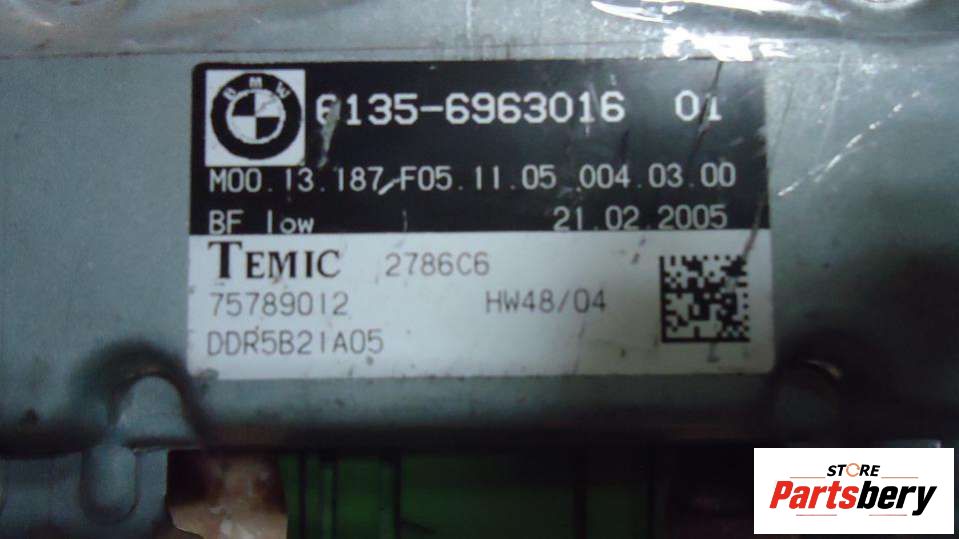 BMW
6135-6963016 01
M00.13.187 F05.11.05 004.03.00
BF low 21.02.2005
TEMIC 2786C6
75789012 HW48/04
DDR5B21A05
STORE
Partsbery